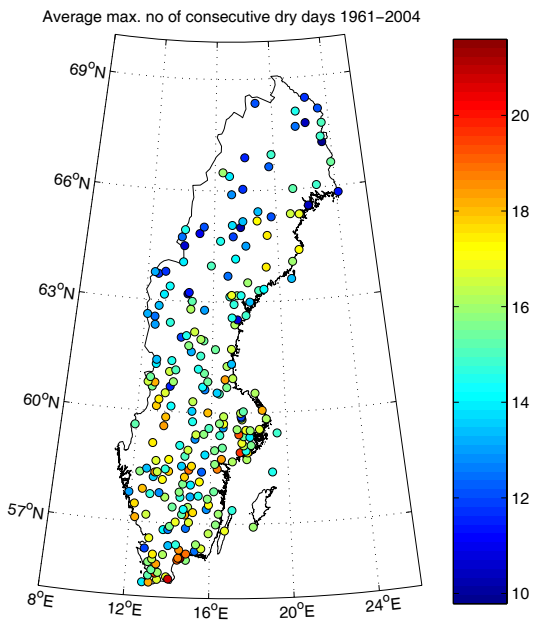 Average max. no of consecutive dry days 1961−2004
69°N
66°N
63°N
60°N
57°N
8°E
12°E
16°E
20°E
24°E
20
18
16
14
12
10